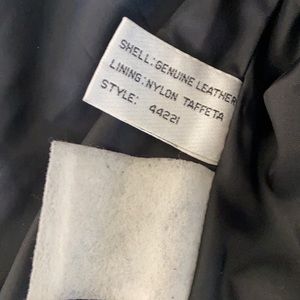 SHELL: GENUINE LEATHER
LINING: NYLON TAFFETA
STYLE: 44221